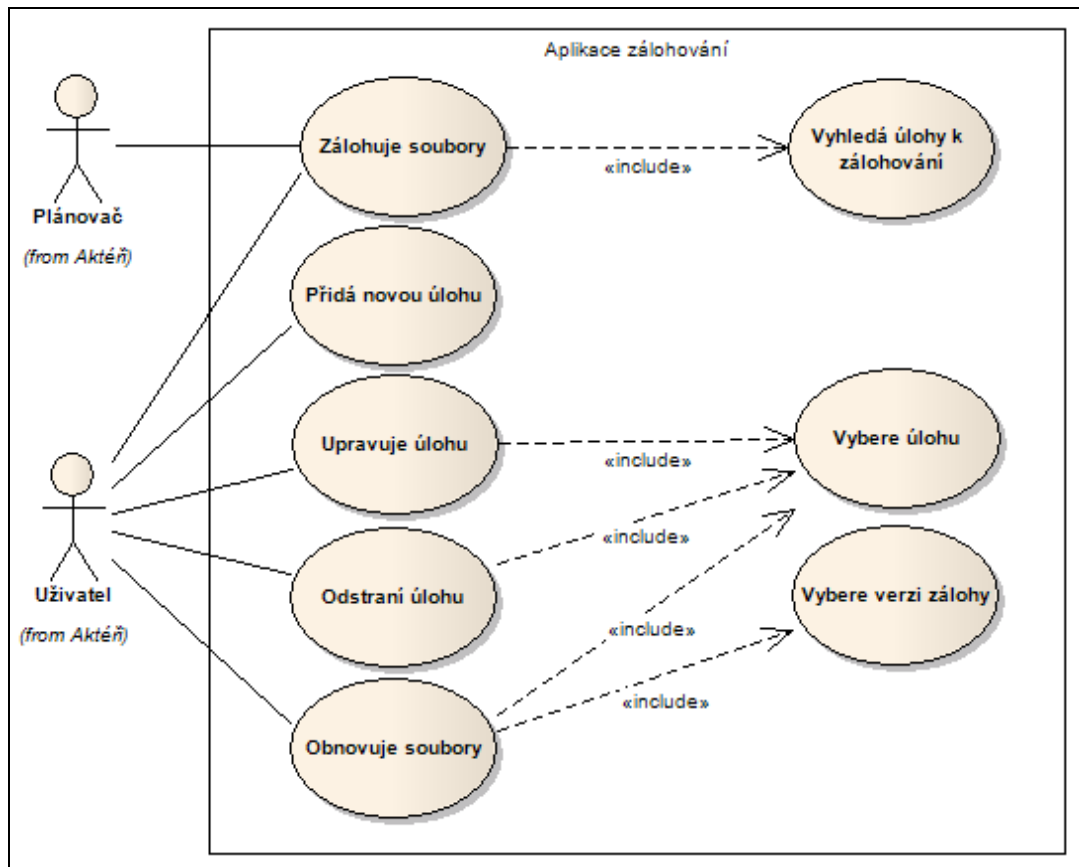 Aplikace zálohování
Zálohuje soubory
«include»
Vyhledá úlohy k
zálohování
Plánovač
(from Aktéři)
Přidá novou úlohu
Upravuje úlohu
«include»
Vybere úlohu
«include»
Uživatel
(from Aktéři)
Odstraní úlohu
Vybere verzi zálohy
«include»
«include»
Obnovuje soubory